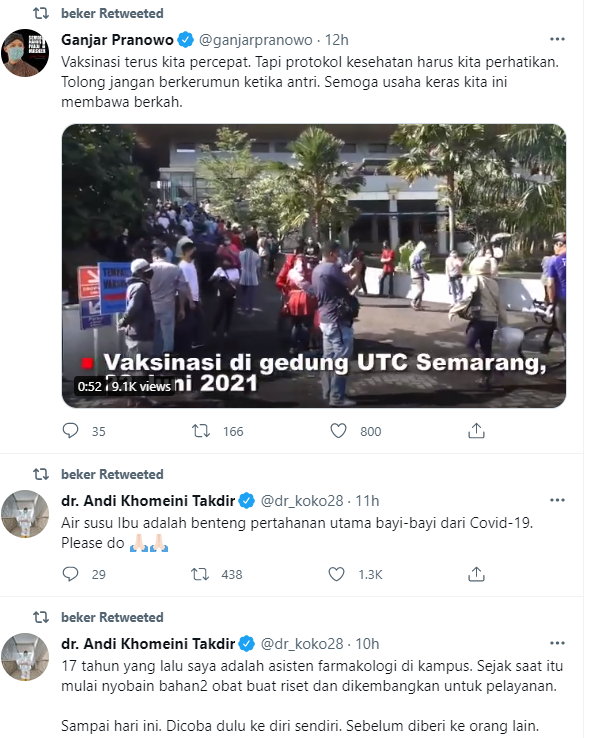 beker Retweeted
Ganjar Pranowo @ganjarpranowo · 12h
Vaksinasi terus kita percepat. Tapi protokol kesehatan harus kita perhatikan.
Tolong jangan berkerumun ketika antri. Semoga usaha keras kita ini
membawa berkah.
Vaksinasi di gedung UTC Semarang,
2021
0:52 9.1K views
35 166 800
beker Retweeted
dr. Andi Khomeini Takdir @dr_koko28 · 11h
Air susu Ibu adalah benteng pertahanan utama bayi-bayi dari Covid-19.
Please do 🙏🏻🙏🏻
29 438 1.3K
beker Retweeted
dr. Andi Khomeini Takdir @dr_koko28 · 10h
17 tahun yang lalu saya adalah asisten farmakologi di kampus. Sejak saat itu
mulai nyobain bahan2 obat buat riset dan dikembangkan untuk pelayanan.
Sampai hari ini. Dicoba dulu ke diri sendiri. Sebelum diberi ke orang lain.